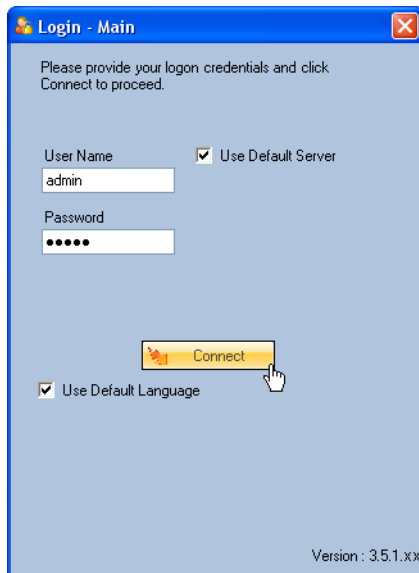 Login - Main
Please provide your logon credentials and click
Connect to proceed.
User Name
Use Default Server
admin
Password
●●●●●
Connect
Use Default Language
Version : 3.5.1.xx